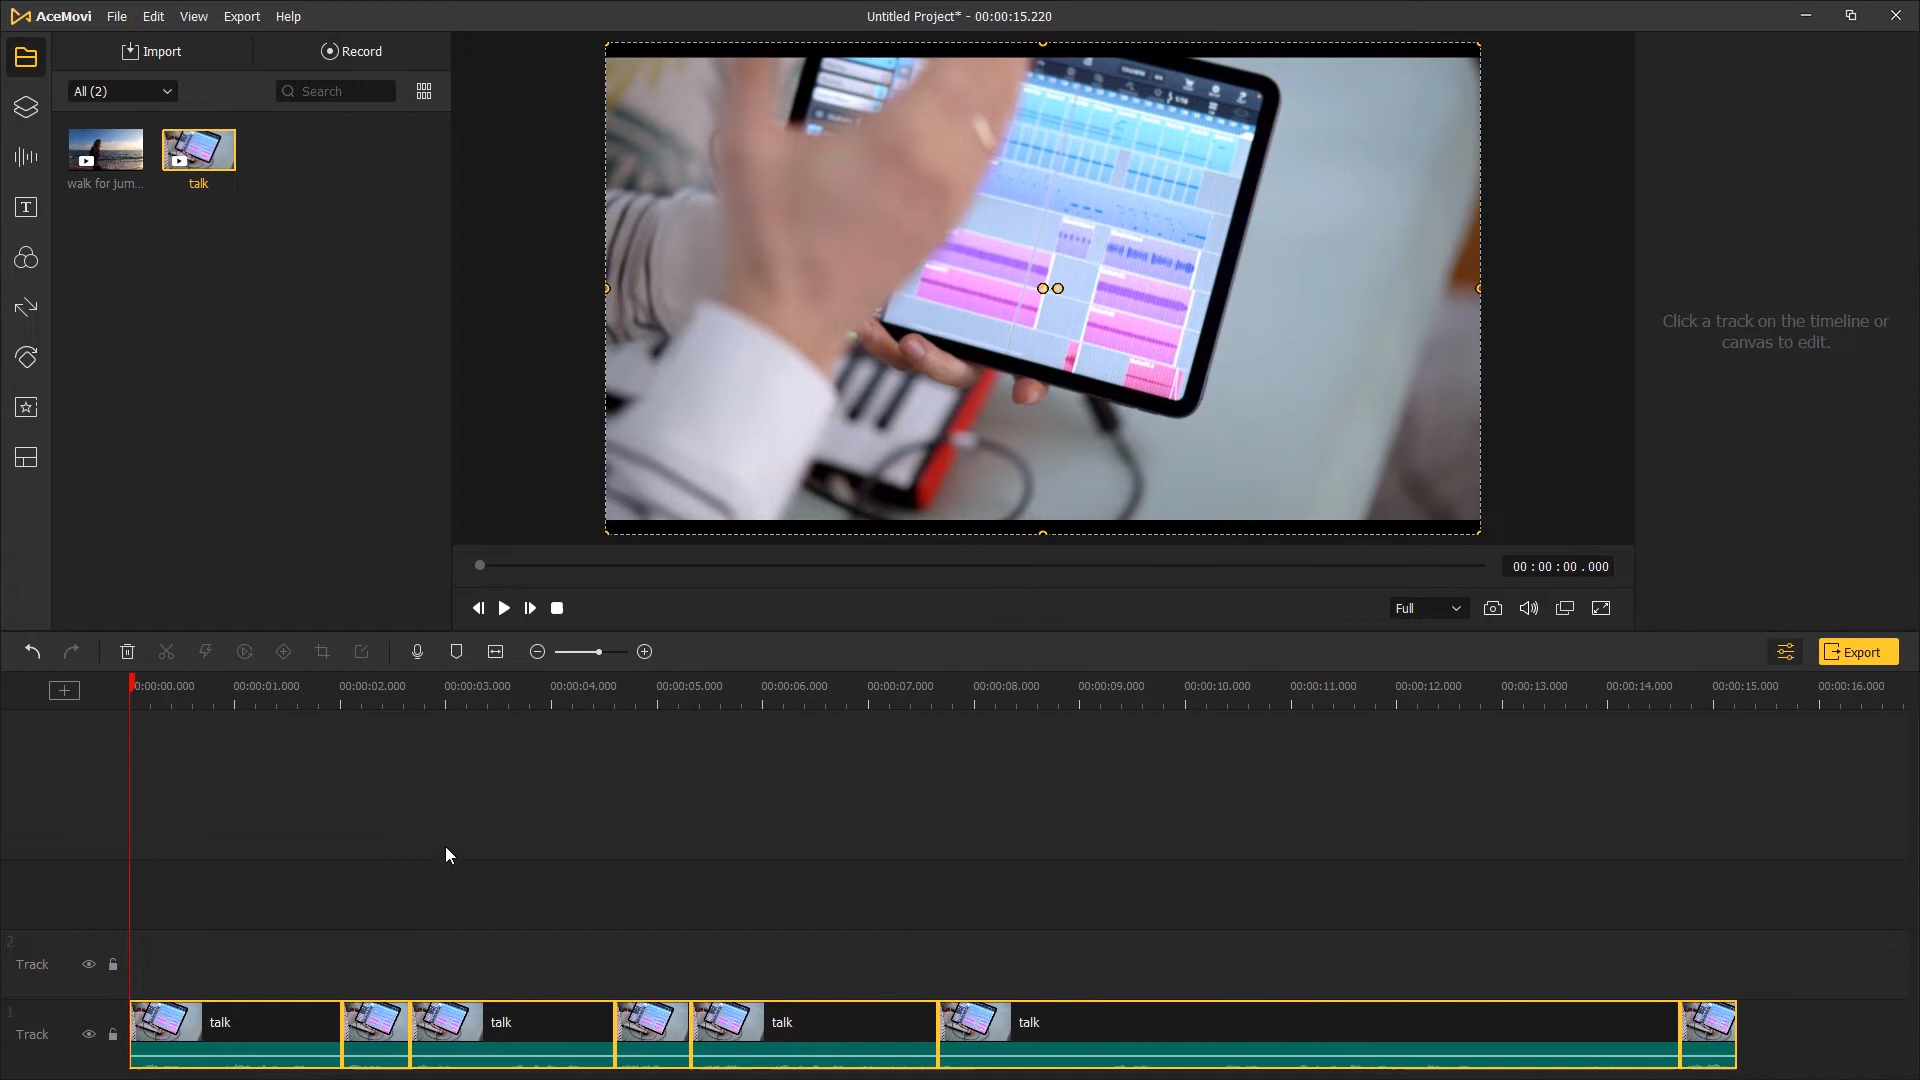 AceMovi File Edit View Export Help
Untitled Project* - 00:00:15.220
Import Record
All (2) Search
walk for jum... talk
Click a track on the timeline or
canvas to edit.
00 : 00 : 00 . 000
Full
Export
0:00:00.000 00:00:01.000 00:00:02.000 00:00:03.000 00:00:04.000 00:00:05.000 00:00:06.000 00:00:07.000 00:00:08.000 00:00:09.000 00:00:10.000 00:00:11.000 00:00:12.000 00:00:13.000 00:00:14.000 00:00:15.000 00:00:16.000
2
Track
1
Track
talk talk talk talk